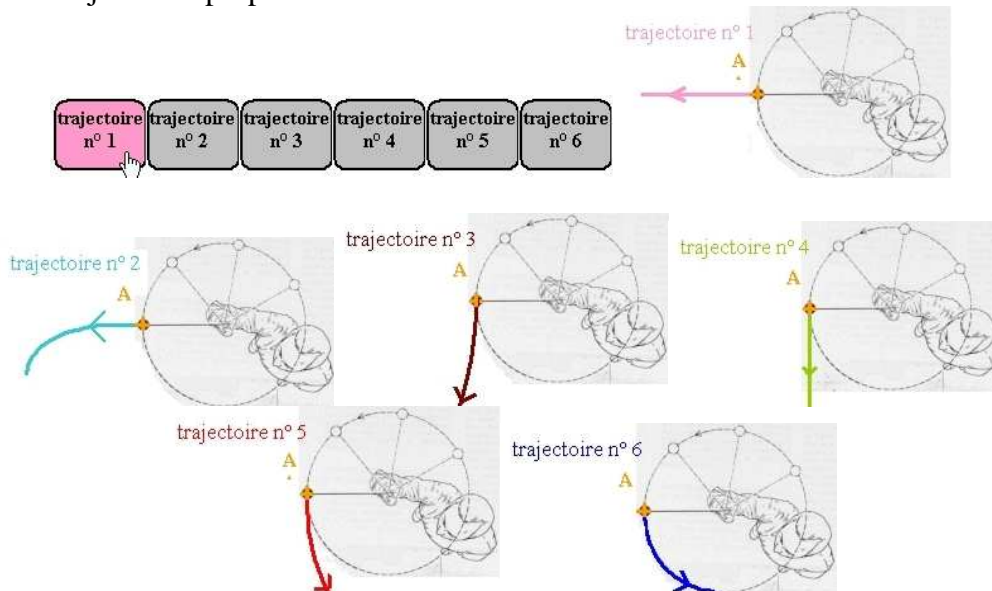 trajectoire n° 1
A
trajectoire n° 1
trajectoire n° 2
trajectoire n° 3
trajectoire n° 4
trajectoire n° 5
trajectoire n° 6
trajectoire n° 2
A
trajectoire n° 3
A
trajectoire n° 4
A
trajectoire n° 5
A
trajectoire n° 6
A